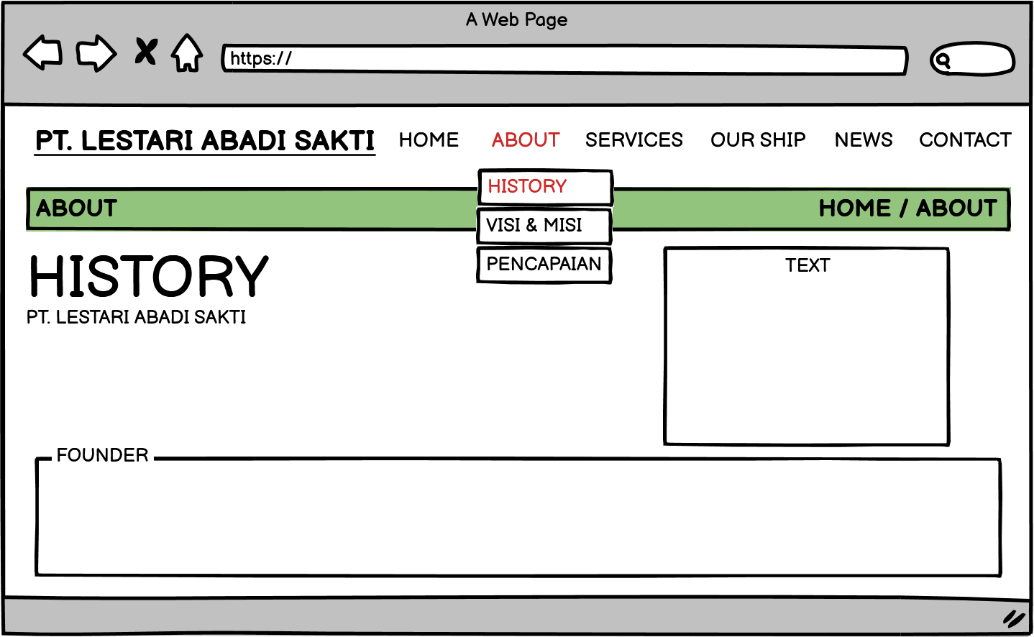 A Web Page
https://
PT. LESTARI ABADI SAKTI HOME ABOUT SERVICES OUR SHIP NEWS CONTACT
HISTORY
ABOUT HOME / ABOUT
VISI & MISI
PENCAPAIAN
HISTORY
PT. LESTARI ABADI SAKTI
TEXT
FOUNDER